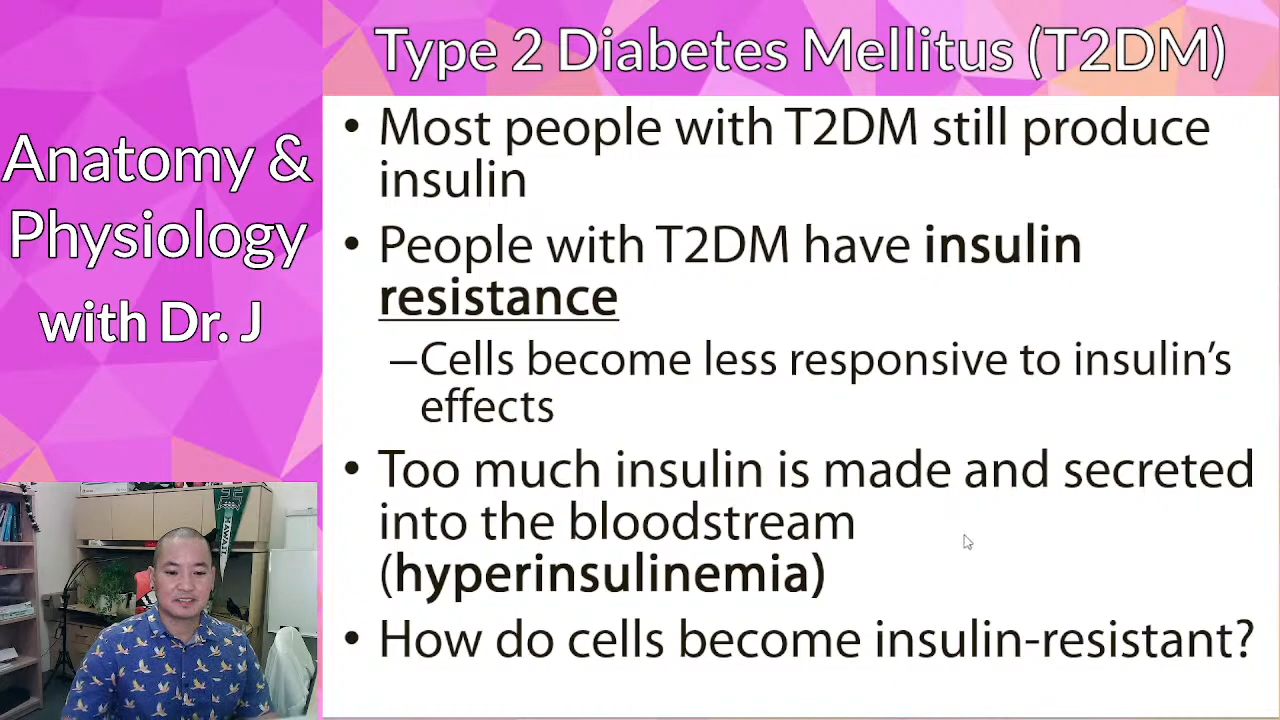 Type 2 Diabetes Mellitus (T2DM)
Anatomy &
Physiology
with Dr. J
• Most people with T2DM still produce
insulin
• People with T2DM have insulin
resistance
–Cells become less responsive to insulin’s
effects
• Too much insulin is made and secreted
into the bloodstream
(hyperinsulinemia)
• How do cells become insulin-resistant?
HAWAI'I